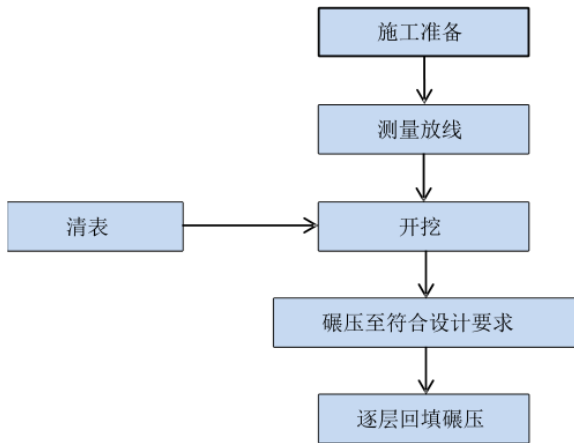 施工准备
测量放线
清表
开挖
碾压至符合设计要求
逐层回填碾压